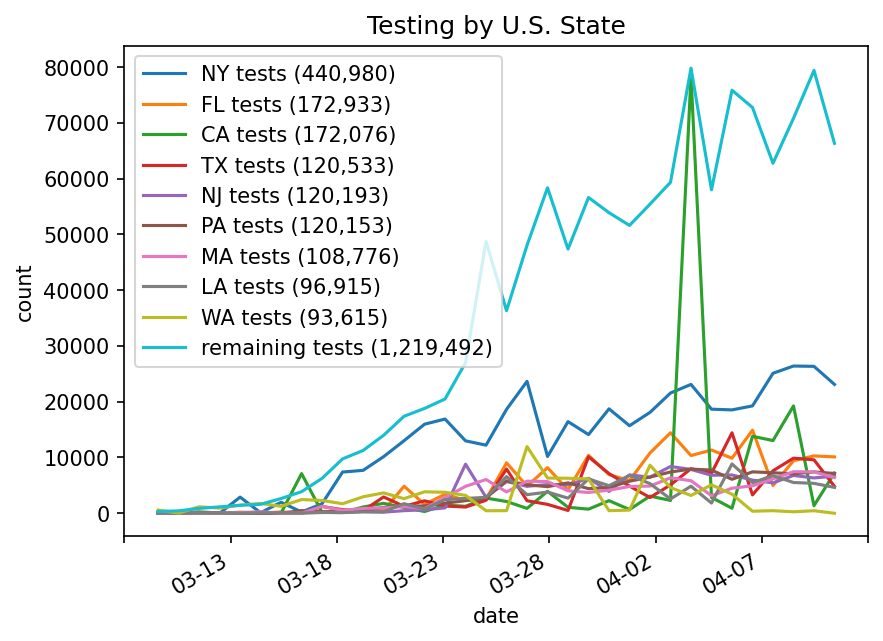 Testing by U.S. State
80000
70000
60000
50000
40000
30000
20000
10000
0
count
NY tests (440,980)
FL tests (172,933)
CA tests (172,076)
TX tests (120,533)
NJ tests (120,193)
PA tests (120,153)
MA tests (108,776)
LA tests (96,915)
WA tests (93,615)
remaining tests (1,219,492)
03-13
03-18
03-23
03-28
04-02
04-07
date